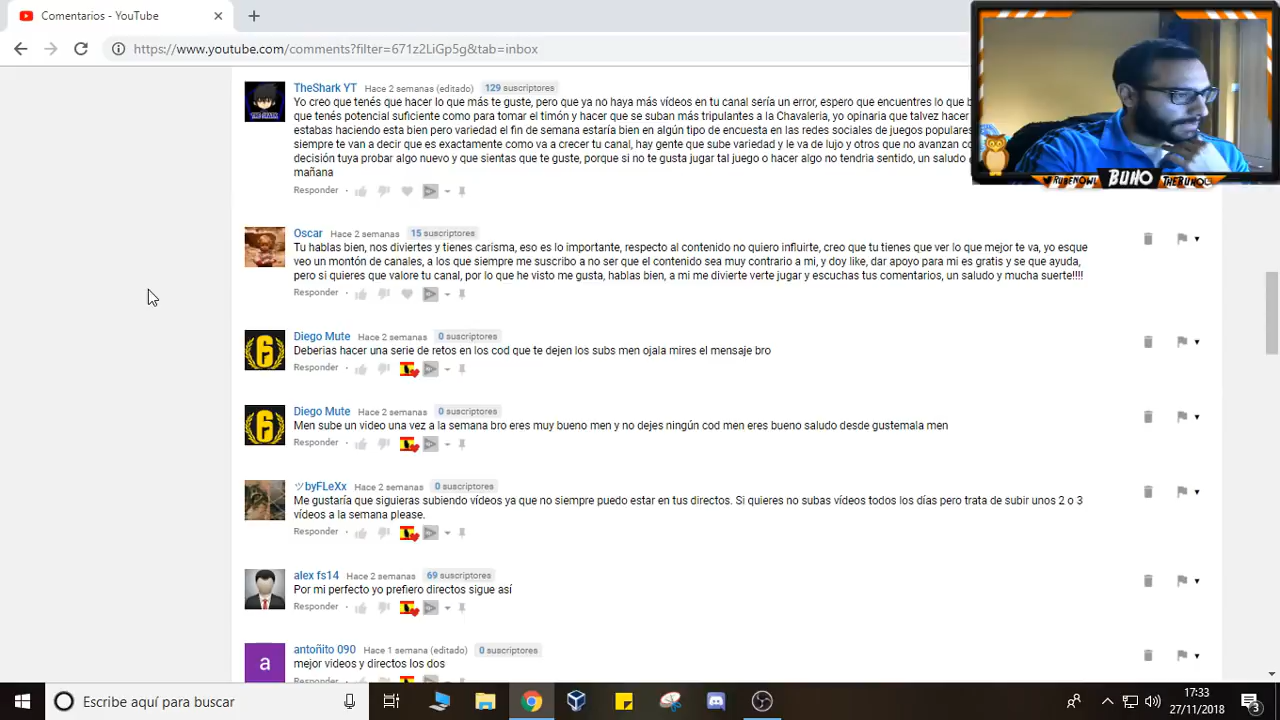 Comentarios - YouTube
https://www.youtube.com/comments?filter=671z2LiGp5g&tab=inbox
TheShark YT Hace 2 semanas (editado) 129 suscriptores
Yo creo que tenés que hacer lo que más te guste, pero que ya no haya más vídeos en tu canal sería un error, espero que encuentres lo que
que tenés potencial suficiente como para tomar el timón y hacer que se suban más tripulantes a la Chavaleria, yo opinaria que talvez hacer
estabas haciendo esta bien pero variedad el fin de semana estaría bien en algún tipo de encuesta en las redes sociales de juegos populares
siempre te van a decir que es exactamente como va a crecer tu canal, hay gente que sube variedad y le va de lujo y otros que no avanzan
decisión tuya probar algo nuevo y que sientas que te guste, porque si no te gusta jugar tal juego o hacer algo no tendria sentido, un saludo
mañana
Responder
RUBENOWL BUHO
Oscar Hace 2 semanas 15 suscriptores
Tu hablas bien, nos diviertes y tienes carisma, eso es lo importante, respecto al contenido no quiero influirte, creo que tu tienes que ver lo que mejor te va, yo esque
veo un montón de canales, a los que siempre me suscribo a no ser que el contenido sea muy contrario a mi, y doy like, dar apoyo para mi es gratis y se que ayuda,
pero si quieres que valore tu canal, por lo que he visto me gusta, hablas bien, a mi me divierte verte jugar y escuchas tus comentarios, un saludo y mucha suerte!!!!
Responder
Diego Mute Hace 2 semanas 0 suscriptores
Deberias hacer una serie de retos en los cod que te dejen los subs men ojala mires el mensaje bro
Responder
Diego Mute Hace 2 semanas 0 suscriptores
Men sube un video una vez a la semana bro eres muy bueno men y no dejes ningún cod men eres bueno saludo desde gustemala men
Responder
ツbyFLeXx Hace 2 semanas 0 suscriptores
Me gustaría que siguieras subiendo vídeos ya que no siempre puedo estar en tus directos. Si quieres no subas vídeos todos los días pero trata de subir unos 2 o 3
vídeos a la semana please.
Responder
alex fs14 Hace 2 semanas 69 suscriptores
Por mi perfecto yo prefiero directos sigue así
Responder
a
antoñito 090 Hace 1 semana (editado) 0 suscriptores
mejor videos y directos los dos
Escribe aquí para buscar
17:33
27/11/2018
3